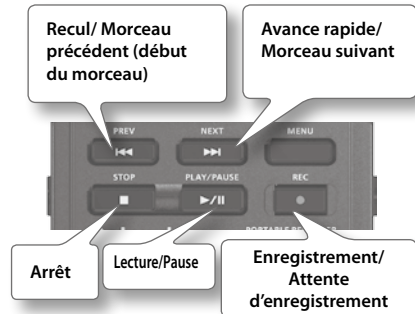 Recul/ Morceau
précédent (début
du morceau)
Avance rapide/
Morceau suivant
PREV
NEXT
MENU
STOP
PLAY/PAUSE
REC
Arrêt
Lecture/Pause
Enregistrement/
Attente
d'enregistrement